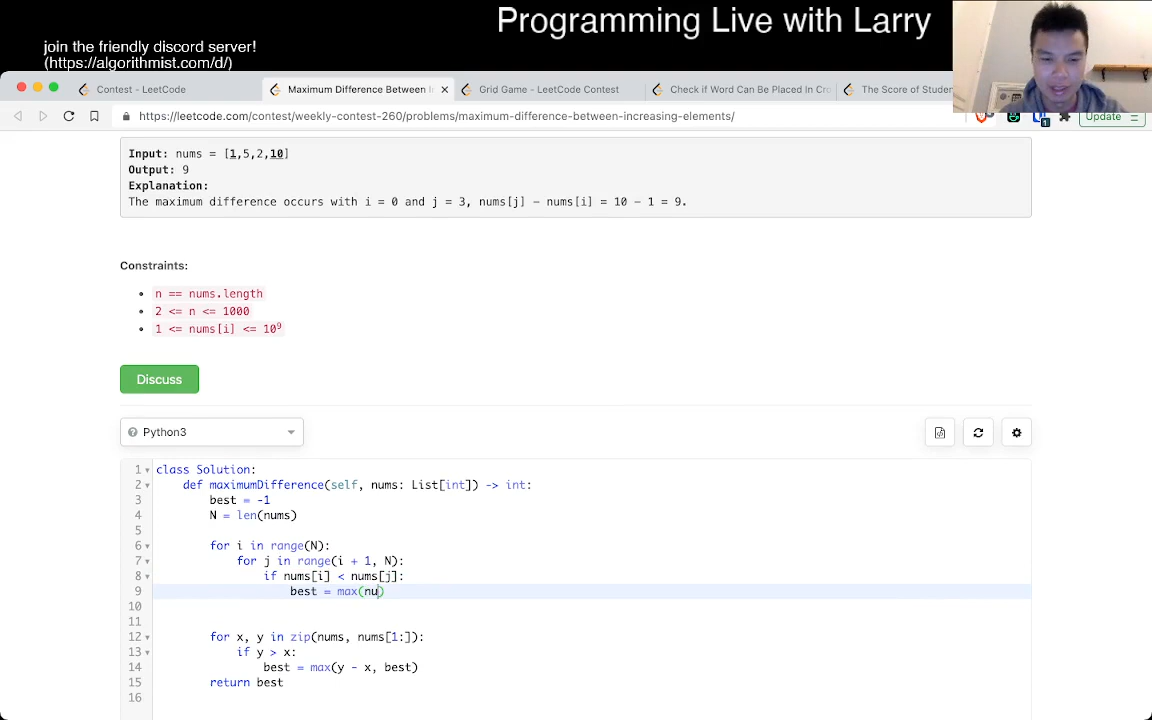 Programming Live with Larry
join the friendly discord server!
(https://algorithmist.com/d/)
Contest - LeetCode
Maximum Difference Between I
Grid Game - LeetCode Contest
Check if Word Can Be Placed In Cr
The Score of Studen
https://leetcode.com/contest/weekly-contest-260/problems/maximum-difference-between-increasing-elements/
Update
Input: nums = [1,5,2,10]
Output: 9
Explanation:
The maximum difference occurs with i = 0 and j = 3, nums[j] - nums[i] = 10 - 1 = 9.
Constraints:
n == nums.length
2 <= n <= 1000
1 <= nums[i] <= 10⁹
Discuss
Python3
1 class Solution:
2 def maximumDifference(self, nums: List[int]) -> int:
3 best = -1
4 N = len(nums)
5
6 for i in range(N):
7 for j in range(i + 1, N):
8 if nums[i] < nums[j]:
9 best = max(nu)
10
11
12 for x, y in zip(nums, nums[1:]):
13 if y > x:
14 best = max(y - x, best)
15 return best
16